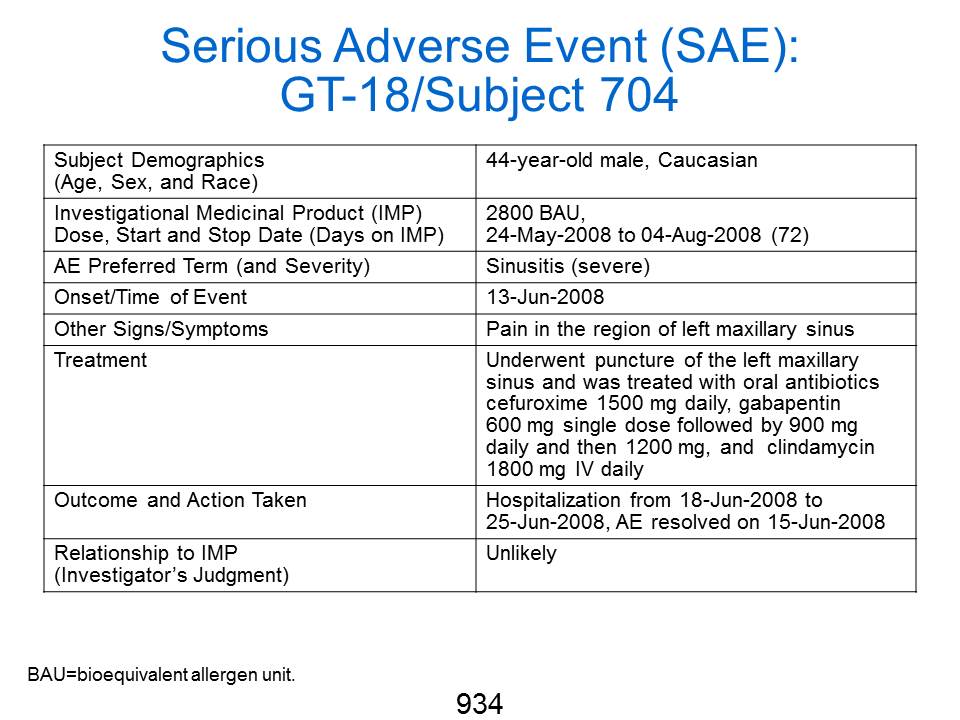 Serious Adverse Event (SAE):
GT-18/Subject 704
Subject Demographics
(Age, Sex, and Race)
44-year-old male, Caucasian
Investigational Medicinal Product (IMP)
Dose, Start and Stop Date (Days on IMP)
2800 BAU,
24-May-2008 to 04-Aug-2008 (72)
AE Preferred Term (and Severity)
Sinusitis (severe)
Onset/Time of Event
13-Jun-2008
Other Signs/Symptoms
Pain in the region of left maxillary sinus
Treatment
Underwent puncture of the left maxillary
sinus and was treated with oral antibiotics
cefuroxime 1500 mg daily, gabapentin
600 mg single dose followed by 900 mg
daily and then 1200 mg, and clindamycin
1800 mg IV daily
Outcome and Action Taken
Hospitalization from 18-Jun-2008 to
25-Jun-2008, AE resolved on 15-Jun-2008
Relationship to IMP
(Investigator's Judgment)
Unlikely
BAU=bioequivalent allergen unit.
934